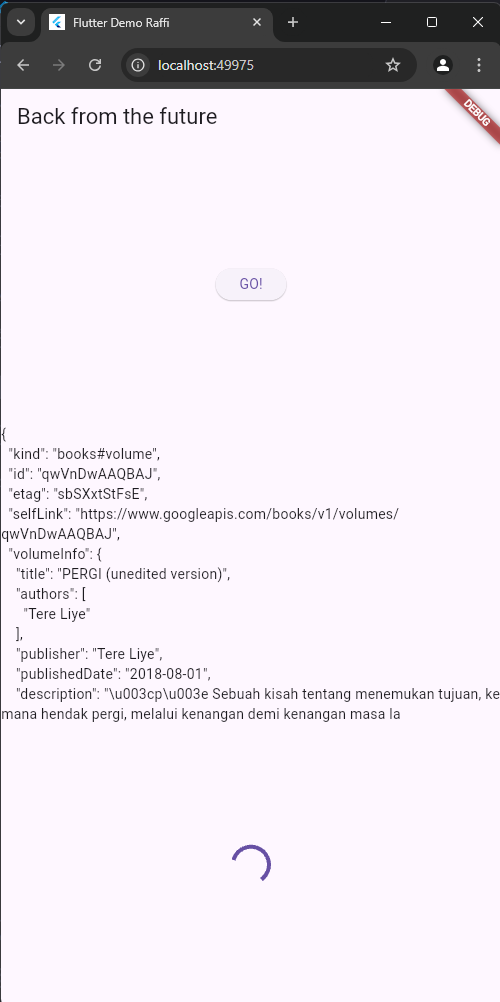 Flutter Demo Raffi
localhost:49975
Back from the future
DEBUG
GO!
{
"kind": "books#volume",
"id": "qwVnDwAAQBAJ",
"etag": "sbSXxtStFsE",
"selfLink": "https://www.googleapis.com/books/v1/volumes/
qwVnDwAAQBAJ",
"volumeInfo": {
"title": "PERGI (unedited version)",
"authors": [
"Tere Liye"
],
"publisher": "Tere Liye",
"publishedDate": "2018-08-01",
"description": "\u003cp\u003e Sebuah kisah tentang menemukan tujuan, ke
mana hendak pergi, melalui kenangan demi kenangan masa la